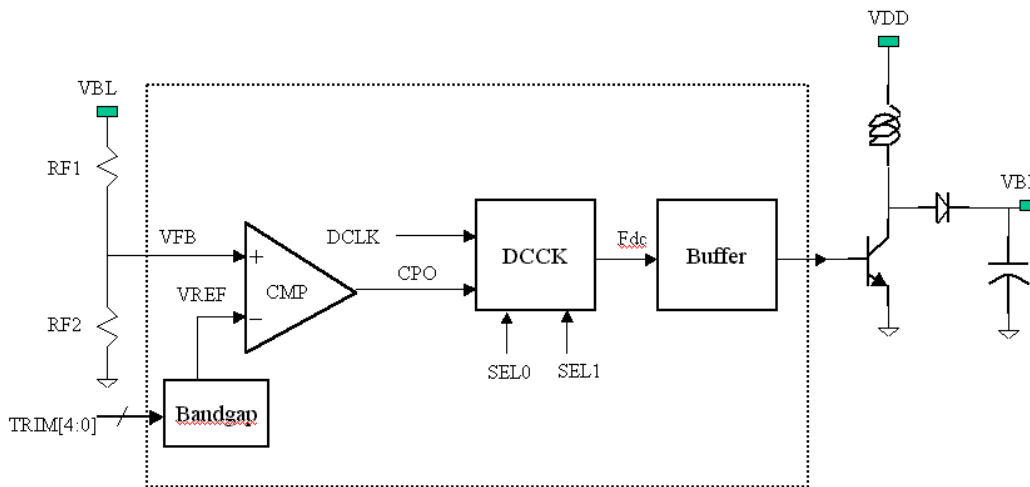 VDD
VBL
RF1
VFB
DCLK
DCCK
Fdc
Buffer
CMP
CPO
VREF
RF2
SEL0
SEL1
Bandgap
TRIM[4:0]
+
−